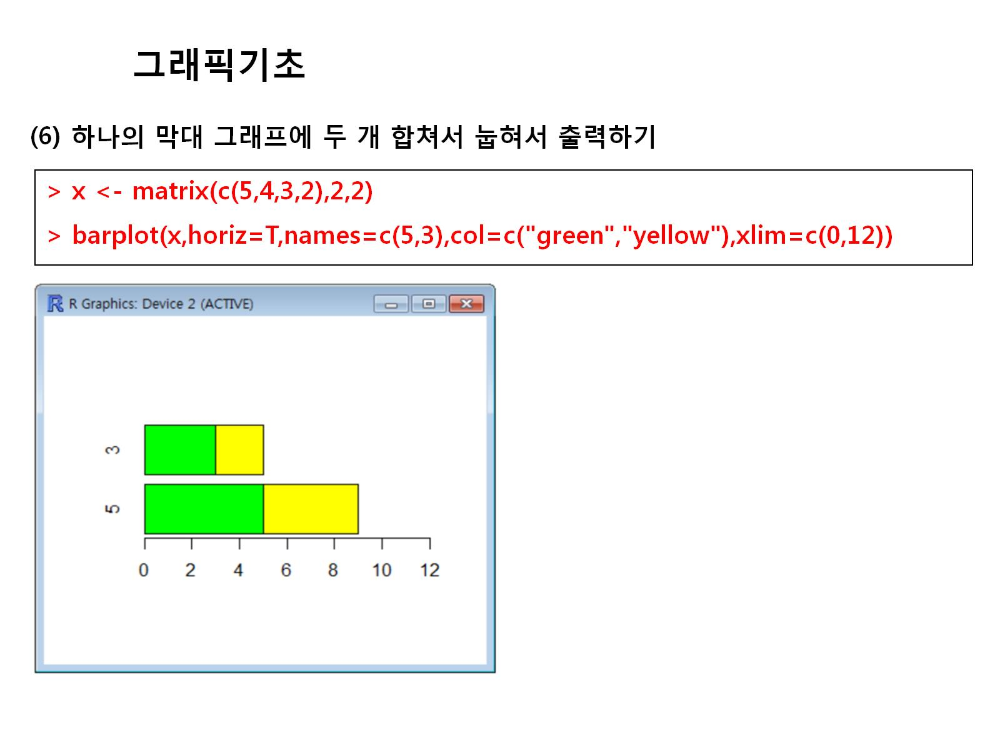 그래픽기초
(6) 하나의 막대 그래프에 두 개 합쳐서 눕혀서 출력하기
> x <- matrix(c(5,4,3,2),2,2)
> barplot(x,horiz=T,names=c(5,3),col=c("green","yellow"),xlim=c(0,12))
R Graphics: Device 2 (ACTIVE)
3
5
0 2 4 6 8 10 12